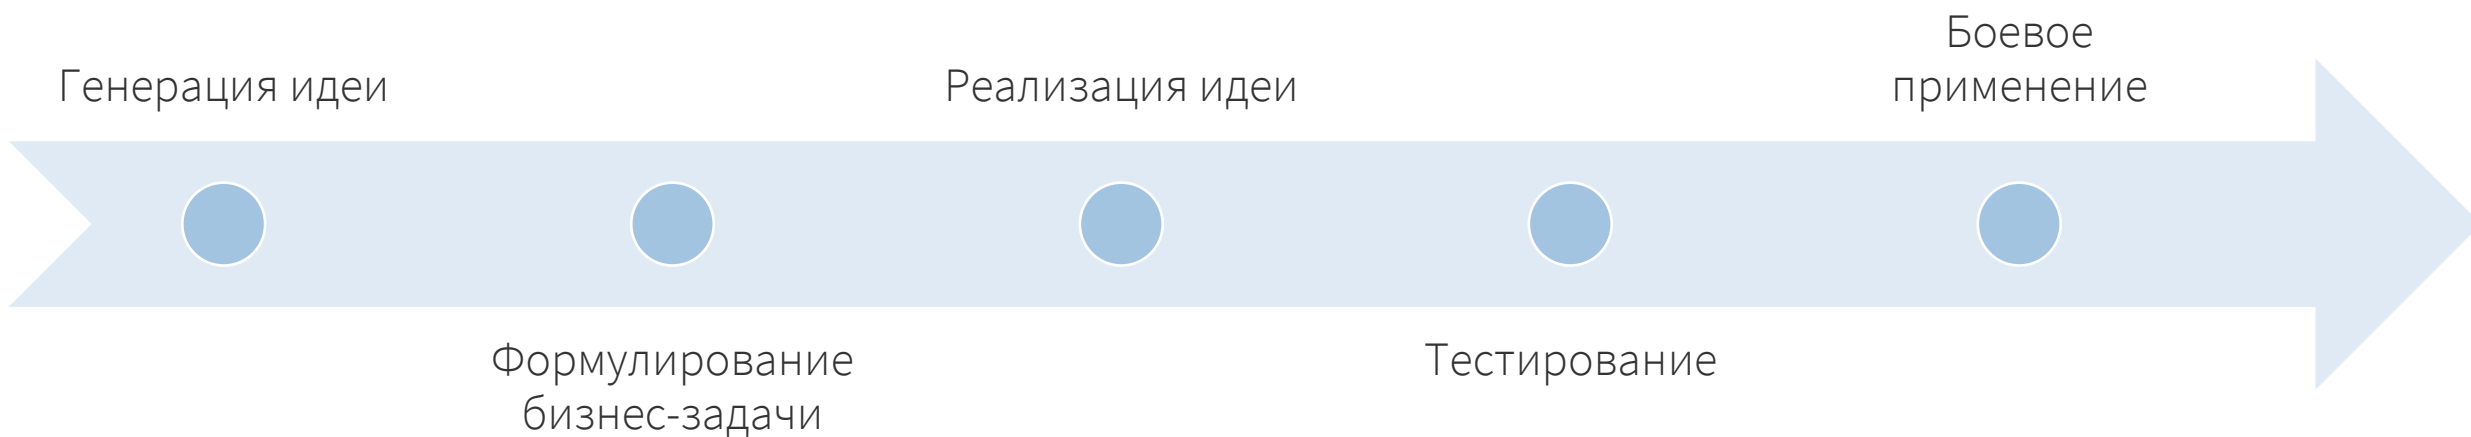 Генерация идеи
Формулирование
бизнес-задачи
Реализация идеи
Тестирование
Боевое
применение